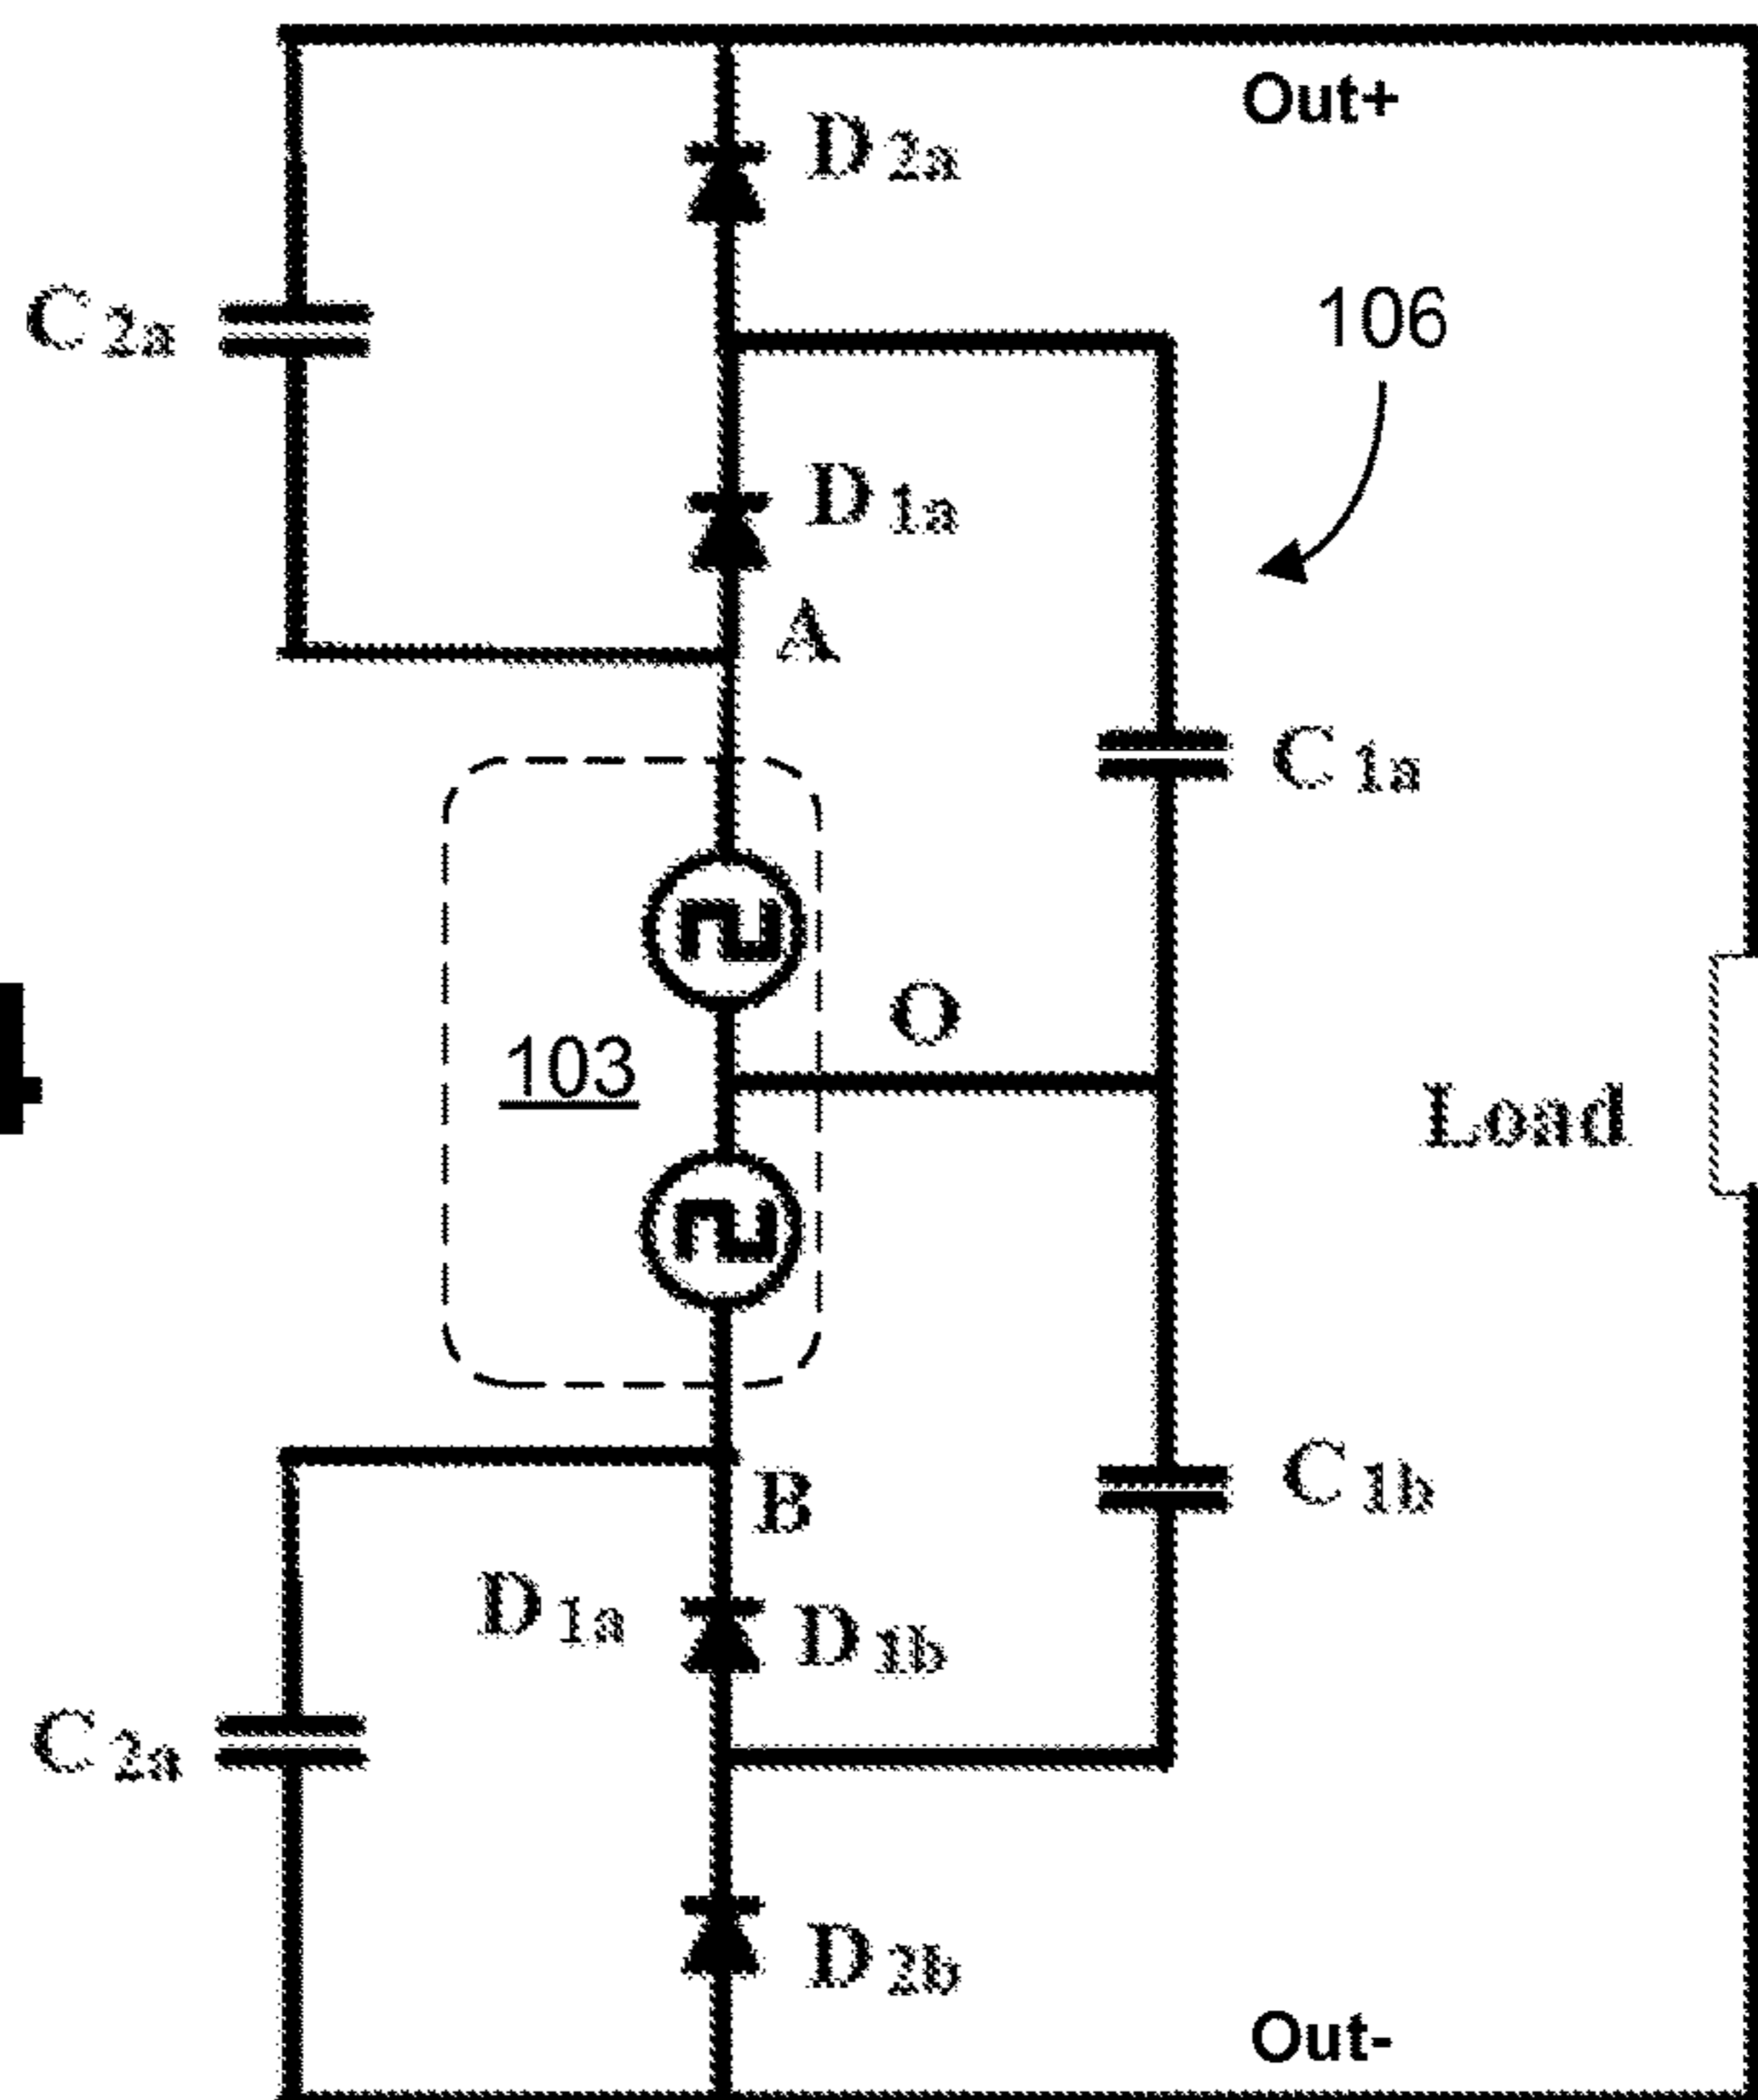 Out+
D2a
C2a
106
D1a
A
C1a
O
103
Load
B
C1b
D1a
D1b
C2a
D2b
Out-